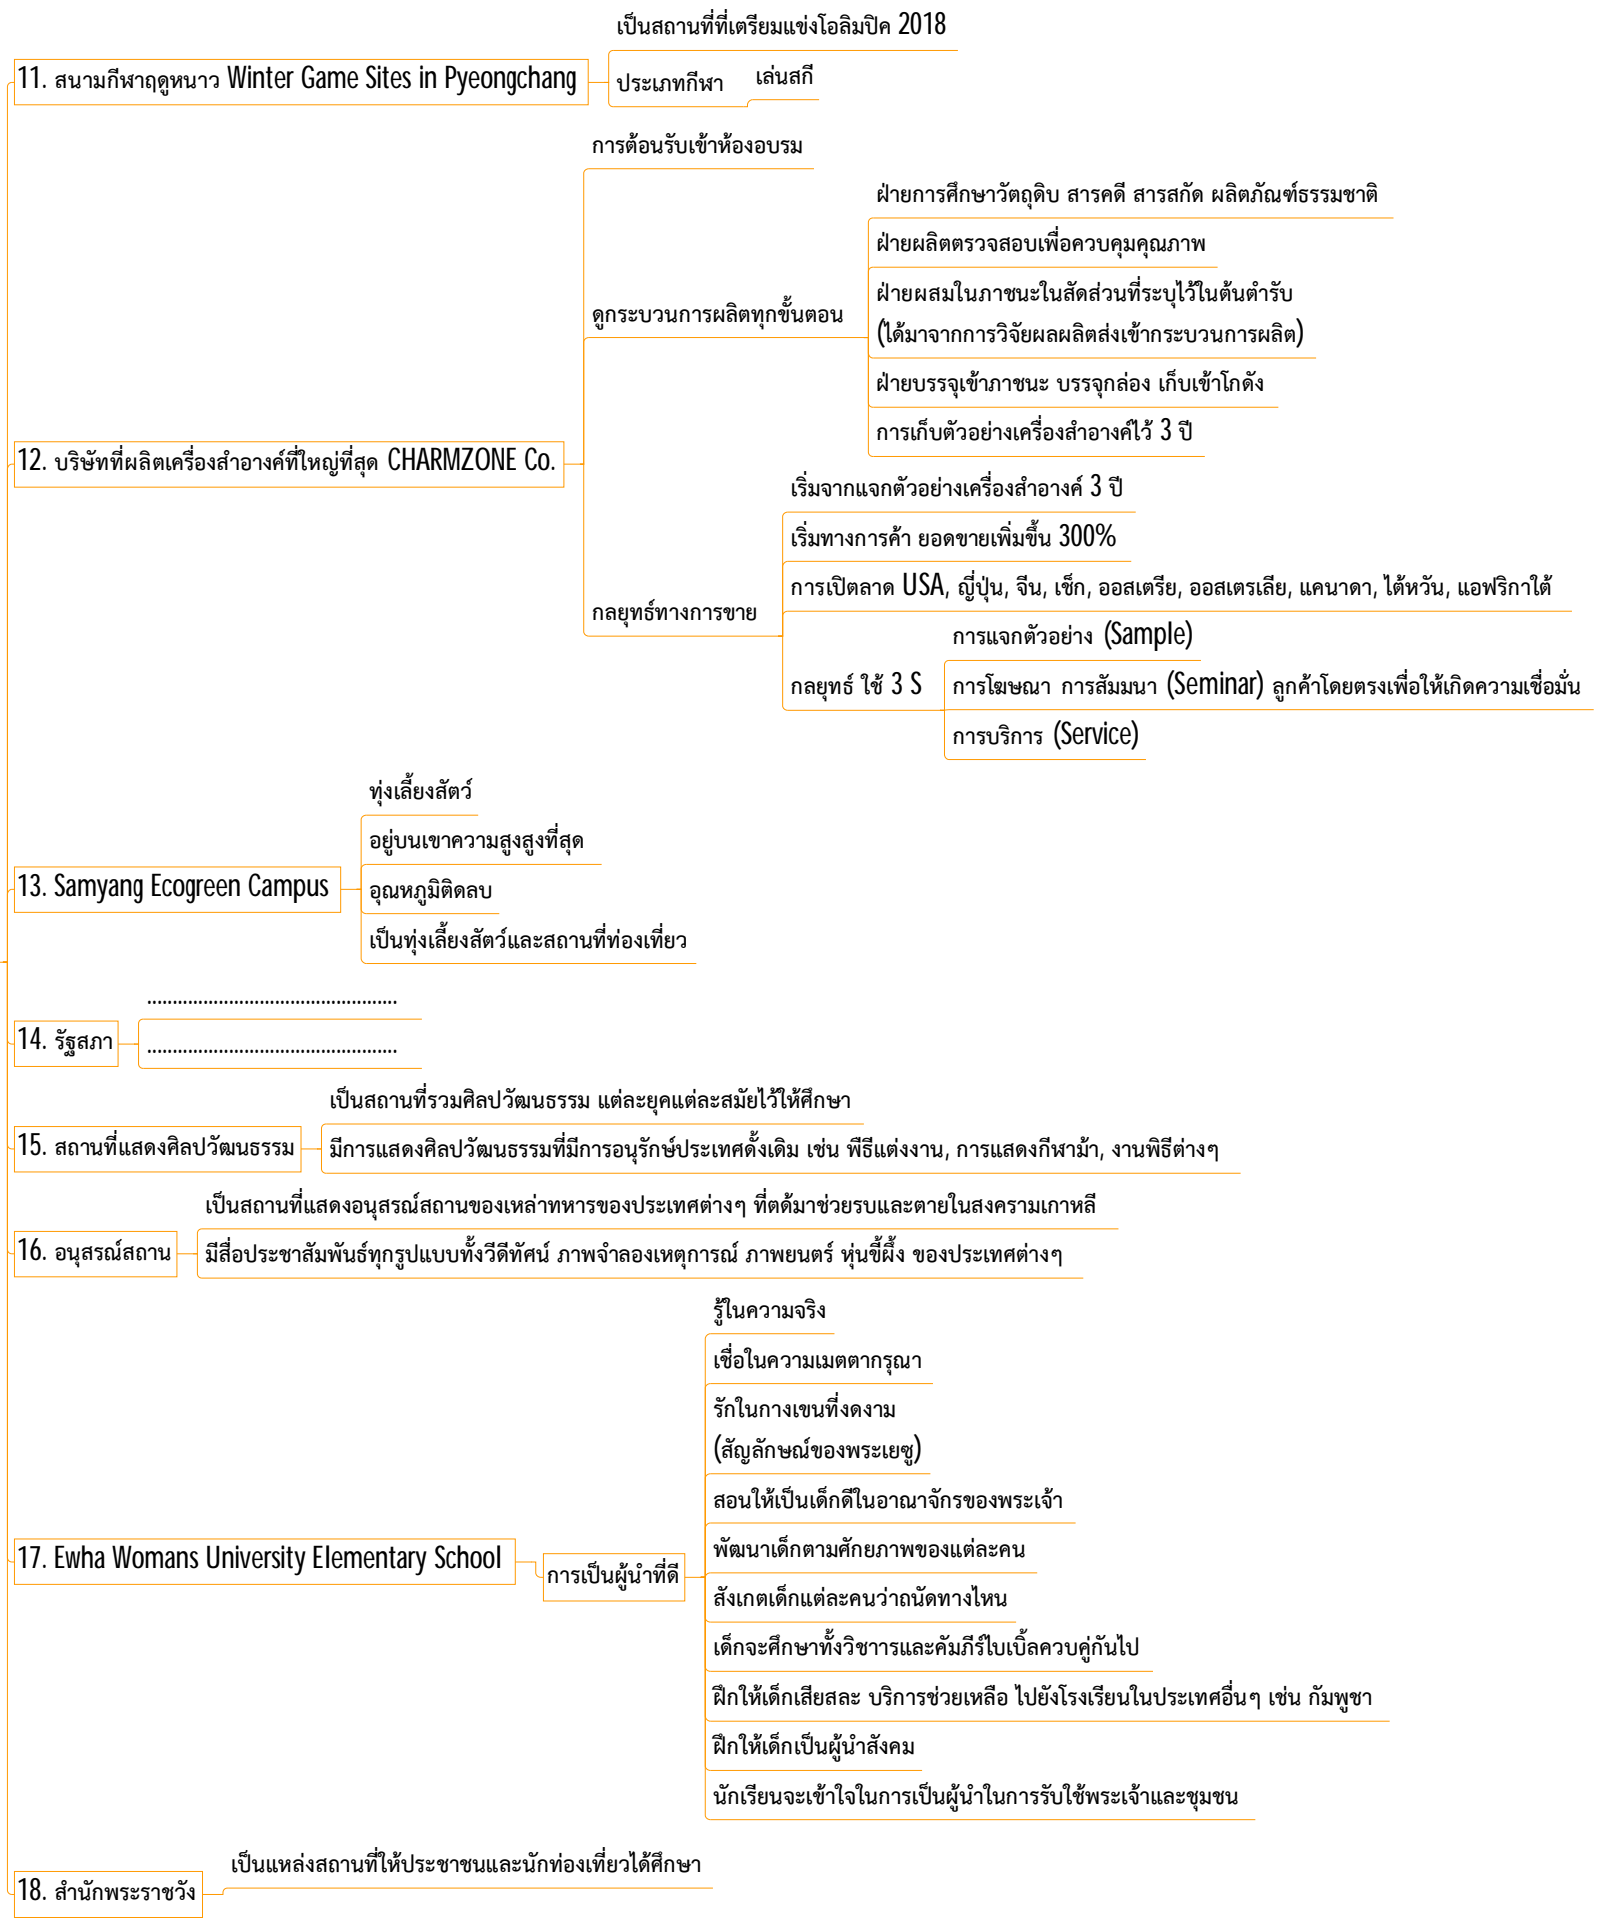 เป็นสถานที่ที่เตรียมแข่งโอลิมปิค 2018
11. สนามกีฬาฤดูหนาว Winter Game Sites in Pyeongchang
ประเภทกีฬา
เล่นสกี
การต้อนรับเข้าห้องอบรม
ฝ่ายการศึกษาวัตถุดิบ สารคดี สารสกัด ผลิตภัณฑ์ธรรมชาติ
ฝ่ายผลิตตรวจสอบเพื่อควบคุมคุณภาพ
ดูกระบวนการผลิตทุกขั้นตอน
ฝ่ายผสมในภาชนะในสัดส่วนที่ระบุไว้ในต้นตำรับ
(ได้มาจากการวิจัยผลผลิตส่งเข้ากระบวนการผลิต)
ฝ่ายบรรจุเข้าภาชนะ บรรจุกล่อง เก็บเข้าโกดัง
การเก็บตัวอย่างเครื่องสำอางค์ไว้ 3 ปี
12. บริษัทที่ผลิตเครื่องสำอางค์ที่ใหญ่ที่สุด CHARMZONE Co.
เริ่มจากแจกตัวอย่างเครื่องสำอางค์ 3 ปี
เริ่มทางการค้า ยอดขายเพิ่มขึ้น 300%
การเปิตลาด USA, ญี่ปุ่น, จีน, เช็ก, ออสเตรีย, ออสเตรเลีย, แคนาดา, ไต้หวัน, แอฟริกาใต้
กลยุทธ์ทางการขาย
การแจกตัวอย่าง (Sample)
กลยุทธ์ ใช้ 3 S
การโฆษณา การสัมมนา (Seminar) ลูกค้าโดยตรงเพื่อให้เกิดความเชื่อมั่น
การบริการ (Service)
ทุ่งเลี้ยงสัตว์
อยู่บนเขาความสูงสูงที่สุด
13. Samyang Ecogreen Campus
อุณหภูมิติดลบ
เป็นทุ่งเลี้ยงสัตว์และสถานที่ท่องเที่ยว
.................................................
14. รัฐสภา
.................................................
เป็นสถานที่รวมศิลปวัฒนธรรม แต่ละยุคแต่ละสมัยไว้ให้ศึกษา
15. สถานที่แสดงศิลปวัฒนธรรม
มีการแสดงศิลปวัฒนธรรมที่มีการอนุรักษ์ประเทศดั้งเดิม เช่น พีธีแต่งงาน, การแสดงกีฬาม้า, งานพิธีต่างๆ
เป็นสถานที่แสดงอนุสรณ์สถานของเหล่าทหารของประเทศต่างๆ ที่ตด้มาช่วยรบและตายในสงครามเกาหลี
16. อนุสรณ์สถาน
มีสื่อประชาสัมพันธ์ทุกรูปแบบทั้งวีดีทัศน์ ภาพจำลองเหตุการณ์ ภาพยนตร์ หุ่นขี้ผึ้ง ของประเทศต่างๆ
รู้ในความจริง
เชื่อในความเมตตากรุณา
รักในกางเขนที่งดงาม
(สัญลักษณ์ของพระเยซู)
สอนให้เป็นเด็กดีในอาณาจักรของพระเจ้า
17. Ewha Womans University Elementary School
พัฒนาเด็กตามศักยภาพของแต่ละคน
การเป็นผู้นำที่ดี
สังเกตเด็กแต่ละคนว่าถนัดทางไหน
เด็กจะศึกษาทั้งวิชาารและคัมภีร์ไบเบิ้ลควบคู่กันไป
ฝึกให้เด็กเสียสละ บริการช่วยเหลือ ไปยังโรงเรียนในประเทศอื่นๆ เช่น กัมพูชา
ฝึกให้เด็กเป็นผู้นำสังคม
นักเรียนจะเข้าใจในการเป็นผู้นำในการรับใช้พระเจ้าและชุมชน
เป็นแหล่งสถานที่ให้ประชาชนและนักท่องเที่ยวได้ศึกษา
18. สำนักพระราชวัง